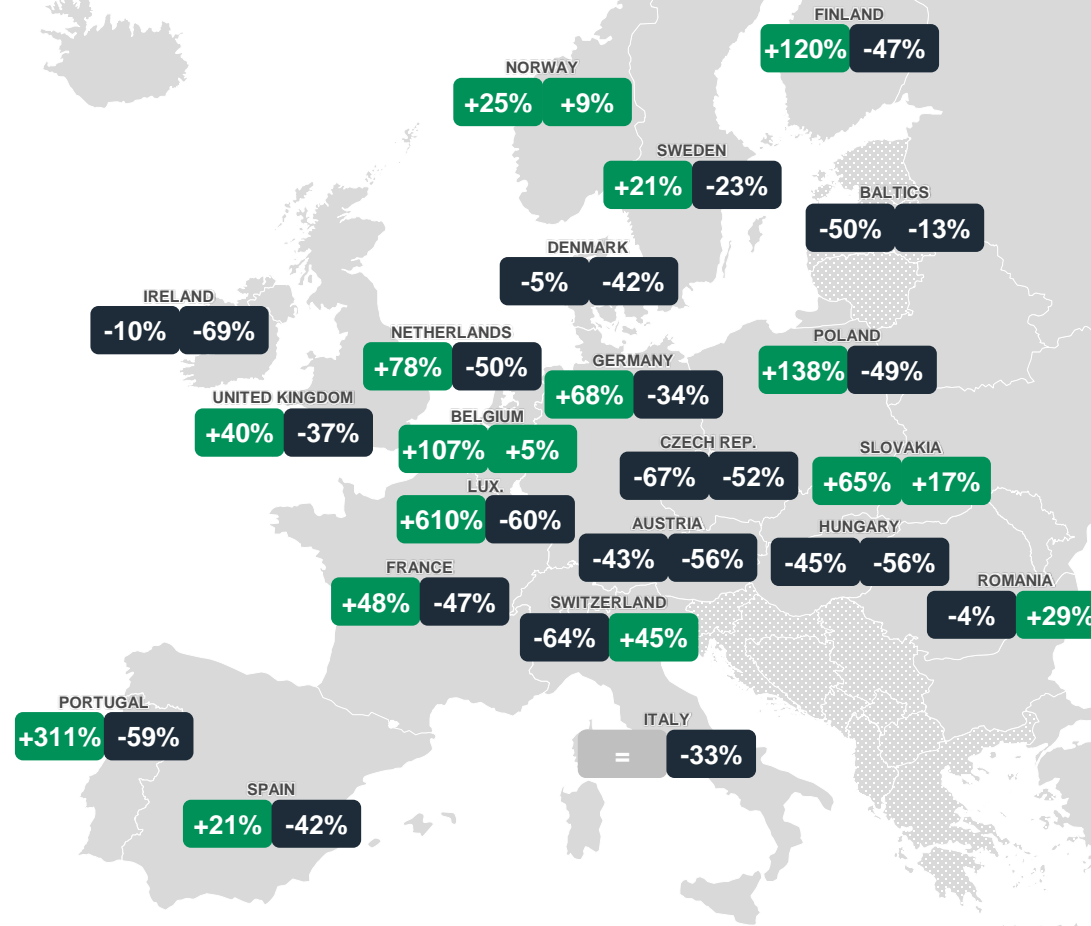 FINLAND
+120% -47%
NORWAY
+25% +9%
SWEDEN
+21% -23%
BALTICS
-50% -13%
DENMARK
-5% -42%
IRELAND
-10% -69%
NETHERLANDS
+78% -50%
POLAND
+138% -49%
GERMANY
+68% -34%
UNITED KINGDOM
+40% -37%
BELGIUM
+107% +5%
CZECH REP.
-67% -52%
SLOVAKIA
+65% +17%
LUX.
+610% -60%
AUSTRIA
-43% -56%
HUNGARY
-45% -56%
FRANCE
+48% -47%
ROMANIA
-4% +29%
SWITZERLAND
-64% +45%
PORTUGAL
+311% -59%
ITALY
= -33%
SPAIN
+21% -42%